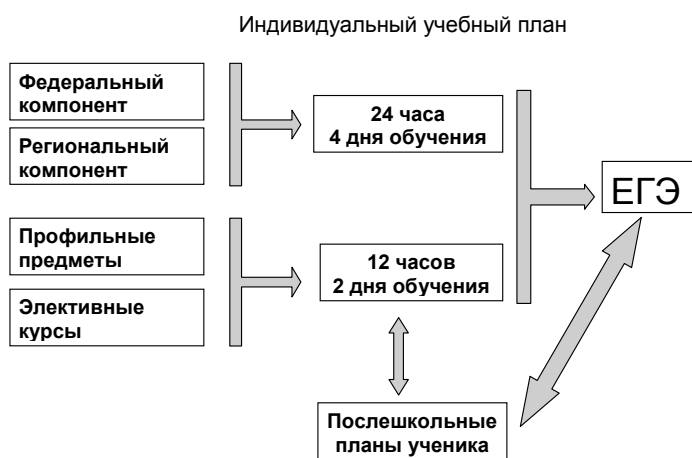 Индивидуальный учебный план
Федеральный
компонент
Региональный
компонент
24 часа
4 дня обучения
ЕГЭ
Профильные
предметы
Элективные
курсы
12 часов
2 дня обучения
Послешкольные
планы ученика